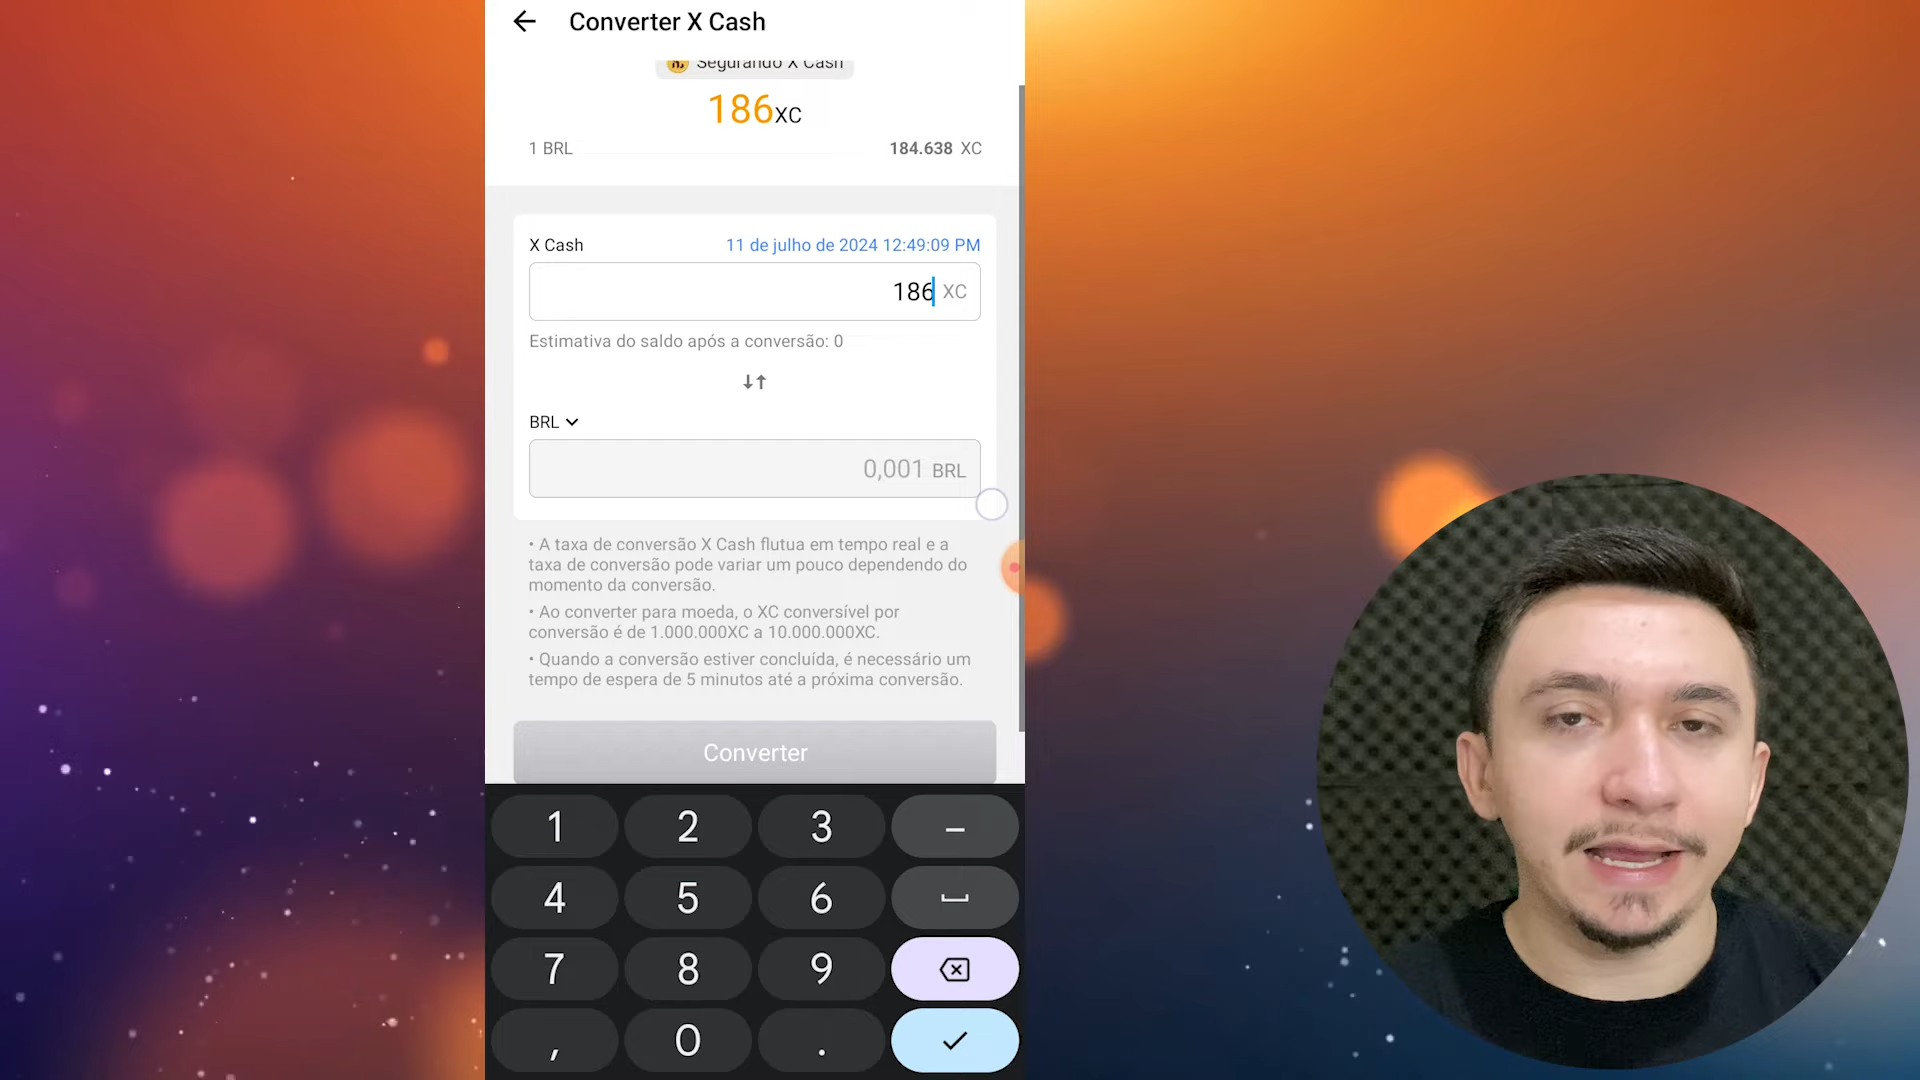 Converter X Cash
Segurando X Cash
186XC
1 BRL
184.638 XC
X Cash
11 de julho de 2024 12:49:09 PM
186 XC
Estimativa do saldo após a conversão: 0
BRL
0,001 BRL
• A taxa de conversão X Cash flutua em tempo real e a
taxa de conversão pode variar um pouco dependendo do
momento da conversão.
• Ao converter para moeda, o XC conversível por
conversão é de 1.000.000XC a 10.000.000XC.
• Quando a conversão estiver concluída, é necessário um
tempo de espera de 5 minutos até a próxima conversão.
Converter
1 2 3 –
4 5 6
7 8 9
, 0 .